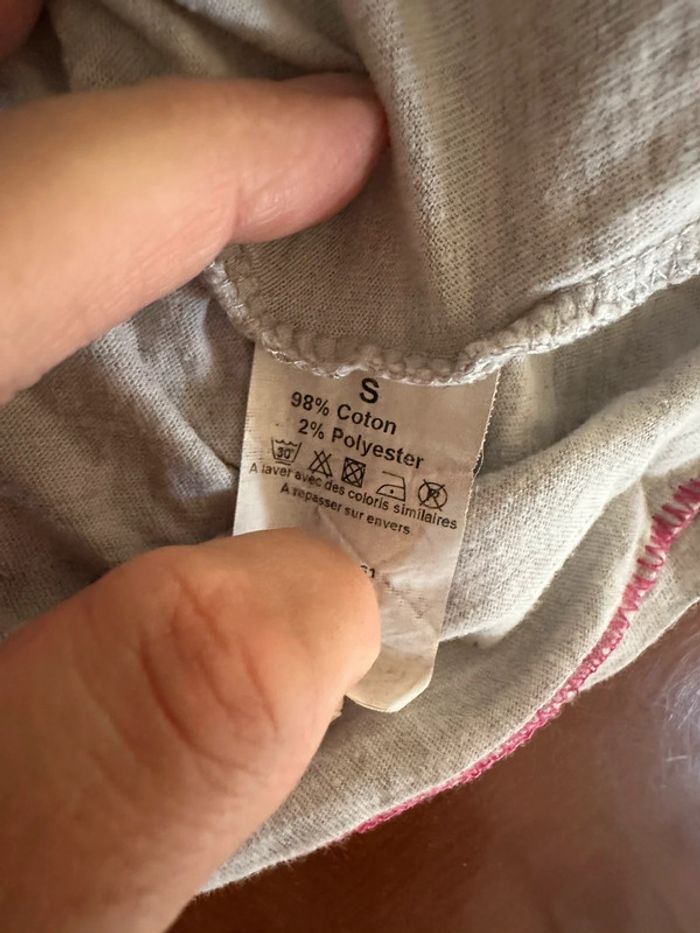 S
98% Coton
2% Polyester
30°
P
A laver avec des coloris similaires
A repasser sur envers